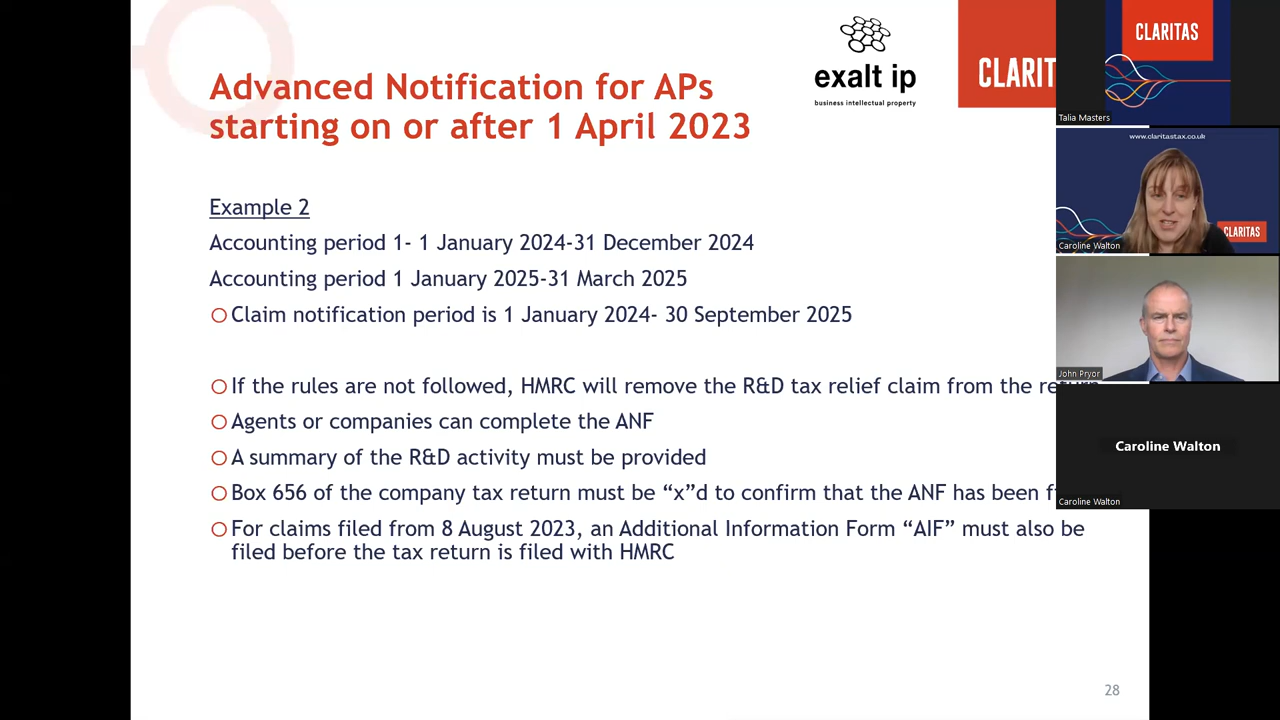 Advanced Notification for APs
starting on or after 1 April 2023
exalt ip
business intellectual property
CLARIT
Example 2
Accounting period 1- 1 January 2024-31 December 2024
Accounting period 1 January 2025-31 March 2025
Claim notification period is 1 January 2024- 30 September 2025
If the rules are not followed, HMRC will remove the R&D tax relief claim from the
Agents or companies can complete the ANF
A summary of the R&D activity must be provided
Box 656 of the company tax return must be “x”d to confirm that the ANF has been
For claims filed from 8 August 2023, an Additional Information Form “AIF” must also be
filed before the tax return is filed with HMRC
28
CLARITAS
Talia Masters
www.claritastax.co.uk
CLARITAS
Caroline Walton
John Pryor
Caroline Walton
Caroline Walton